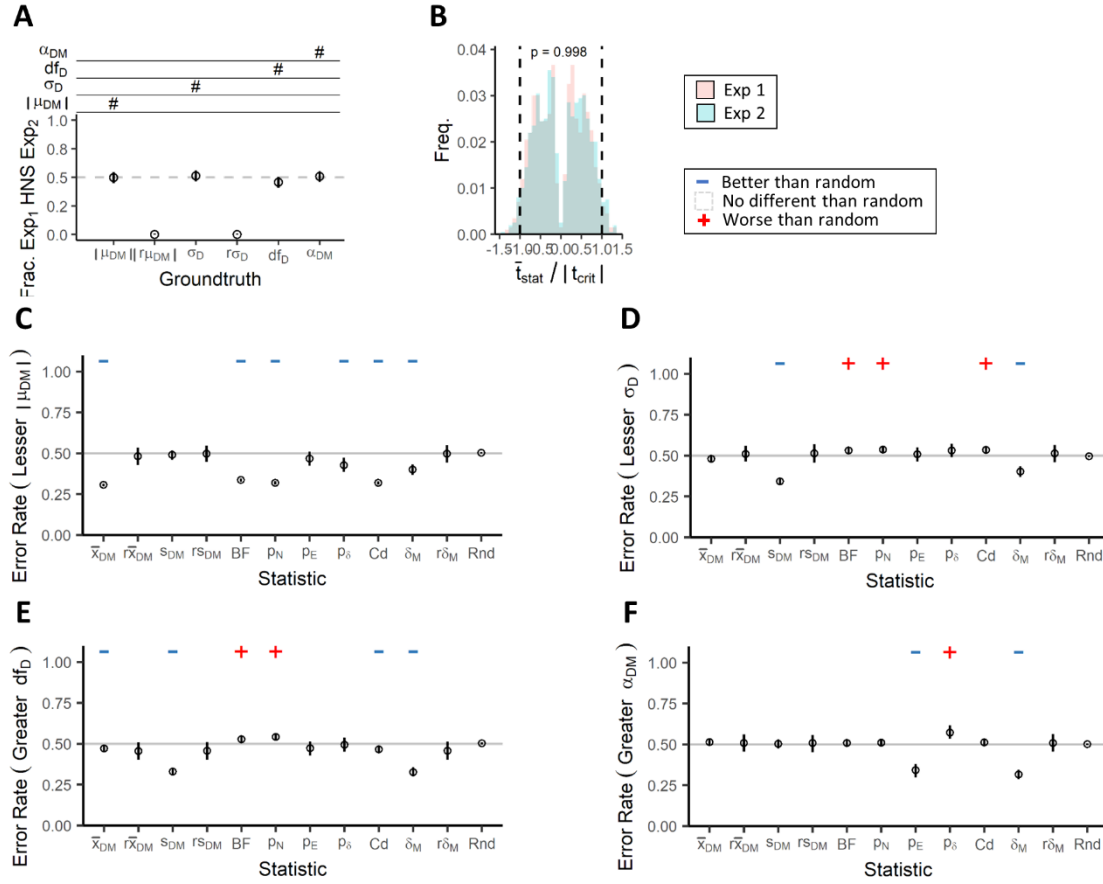 A
α_DM #
df_D #
σ_D #
|μ_DM| #
Frac. Exp₁ HNS Exp₂
1.0
0.5
0.5
0.2
0.0
|μ_DM| |rμ_DM| σ_D rσ_D df_D α_DM
Groundtruth
B
p = 0.998
Freq.
0.04
0.03
0.02
0.01
0.00
-1.5 -1.0 -0.5 0.0 0.5 1.0 1.5
t̄_stat / |t_crit|
Exp 1
Exp 2
Better than random
No different than random
Worse than random
C
Error Rate ( Lesser |μ_DM| )
1.00
0.75
0.50
0.25
0.00
x̄_DM rx̄_DM s_DM rs_DM BF p_N p_E p_δ Cd δ_M rδ_M Rnd
Statistic
D
Error Rate ( Lesser σ_D )
1.00
0.75
0.50
0.25
0.00
x̄_DM rx̄_DM s_DM rs_DM BF p_N p_E p_δ Cd δ_M rδ_M Rnd
Statistic
E
Error Rate ( Greater df_D )
1.00
0.75
0.50
0.25
0.00
x̄_DM rx̄_DM s_DM rs_DM BF p_N p_E p_δ Cd δ_M rδ_M Rnd
Statistic
F
Error Rate ( Greater α_DM )
1.00
0.75
0.50
0.25
0.00
x̄_DM rx̄_DM s_DM rs_DM BF p_N p_E p_δ Cd δ_M rδ_M Rnd
Statistic